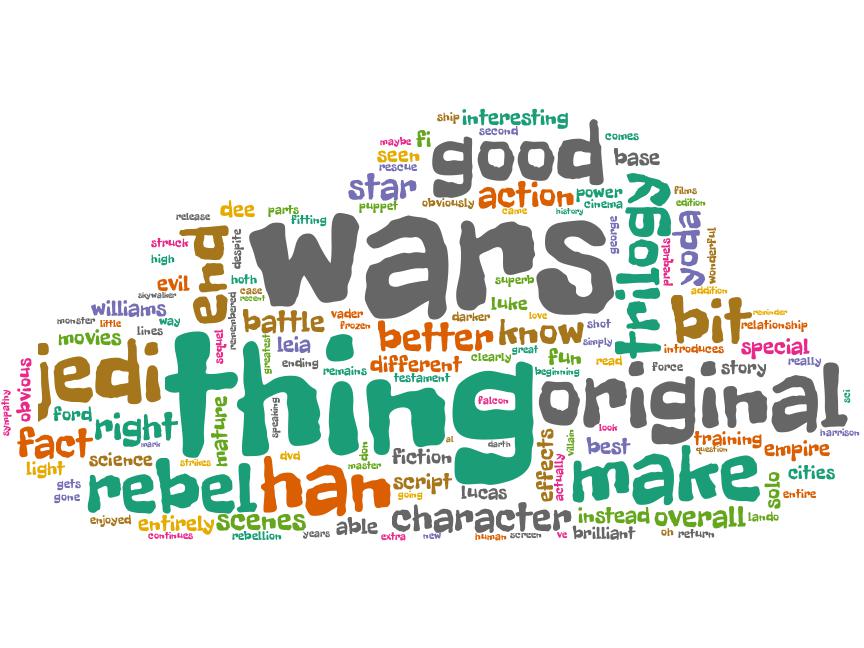 ship interesting
second
maybe fi good comes
seen base
rescue
star action power films
obviously cinema edition
puppet came history
release dee parts trilogy
fitting wars george yoda wonderful
struck end despite prequels
high
evil hoth superb addition
skywalker case
recent
williams remembered luke bit reminder
monster little way battle vader darker love shot relationship
lines frozen better know
movies sequel greatest leia simply introduces special
clearly great fun
ending different read story really
obvious jedi thing remains beginning force
testament original
sympathy falcon sci
ford right mature speaking look harrison
fact mark al darth effects villain best training
question empire
light science strikes dvd don fiction actually
master cities
gets rebel han script make solo
gone going lucas entire
enjoyed entirely scenes able character instead overall lando
continues rebellion years extra new human screen ve brilliant oh return